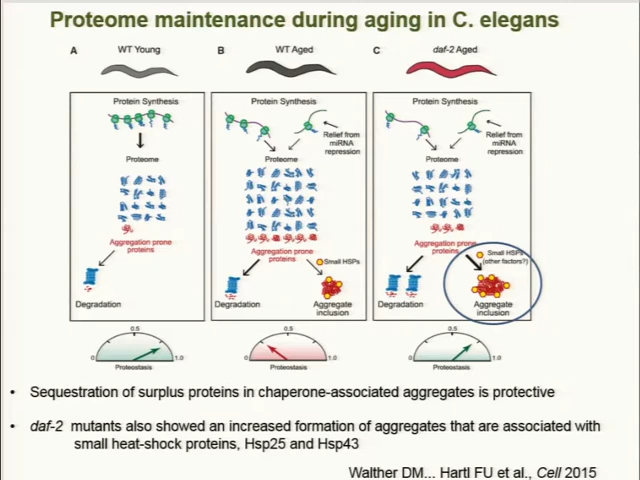 Proteome maintenance during aging in C. elegans
A WT Young
B WT Aged
C daf-2 Aged
Protein Synthesis
Proteome
Aggregation prone
proteins
Degradation
0 0.5 1.0
Proteostasis
Protein Synthesis
Relief from
miRNA
repression
Proteome
Aggregation prone
proteins
Small HSPs
Degradation
Aggregate
inclusion
0 0.5 1.0
Proteostasis
Protein Synthesis
Relief from
miRNA
repression
Proteome
Aggregation prone
proteins
Small HSPs
(other factors?)
Degradation
Aggregate
inclusion
0 0.5 1.0
Proteostasis
• Sequestration of surplus proteins in chaperone-associated aggregates is protective
• daf-2 mutants also showed an increased formation of aggregates that are associated with
small heat-shock proteins, Hsp25 and Hsp43
Walther DM... Hartl FU et al., Cell 2015